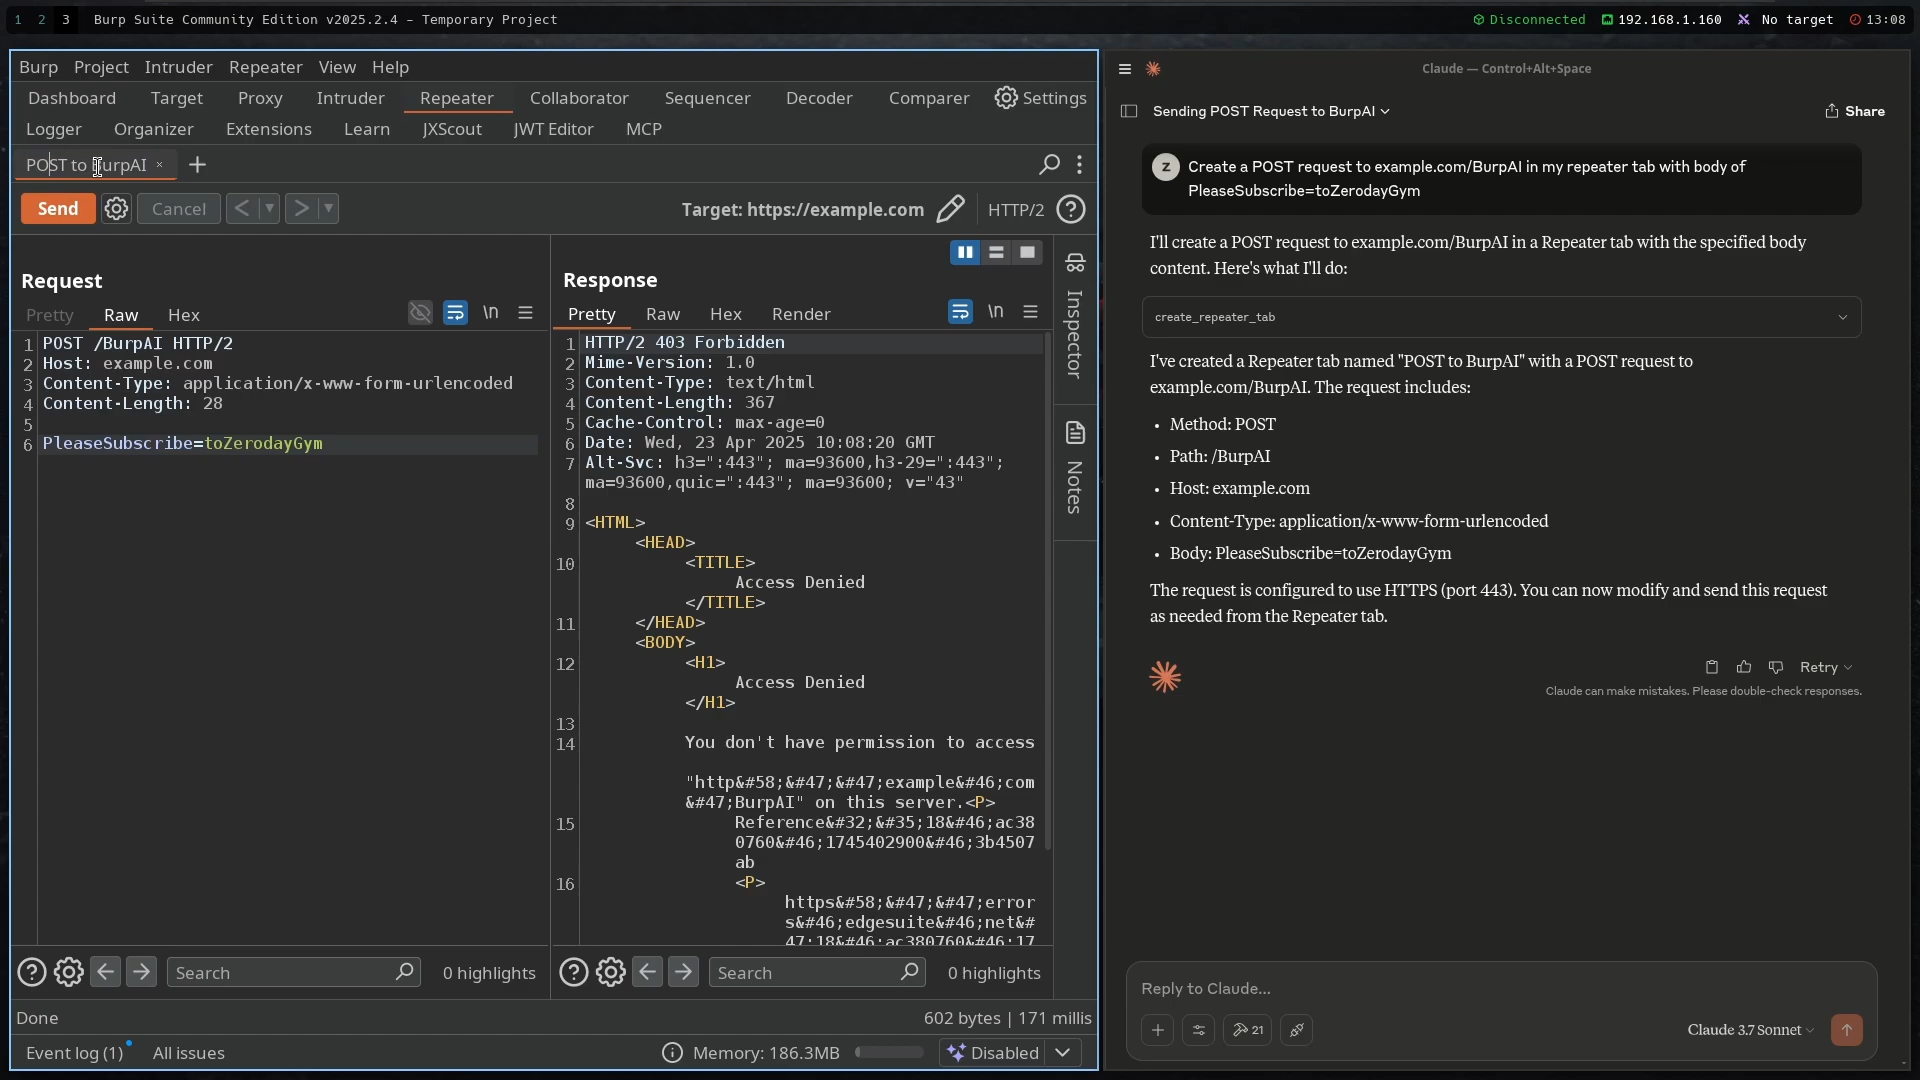 1 2 3 Burp Suite Community Edition v2025.2.4 - Temporary Project
Disconnected 192.168.1.160 No target 13:08
Burp Project Intruder Repeater View Help
Dashboard Target Proxy Intruder Repeater Collaborator Sequencer Decoder Comparer Settings
Logger Organizer Extensions Learn JXScout JWT Editor MCP
POST to BurpAI × +
Send Cancel < > Target: https://example.com HTTP/2 ?
Request
Pretty Raw Hex \n
1 POST /BurpAI HTTP/2
2 Host: example.com
3 Content-Type: application/x-www-form-urlencoded
4 Content-Length: 28
5
6 PleaseSubscribe=toZerodayGym
? Search 0 highlights
Response
Pretty Raw Hex Render \n
1 HTTP/2 403 Forbidden
2 Mime-Version: 1.0
3 Content-Type: text/html
4 Content-Length: 367
5 Cache-Control: max-age=0
6 Date: Wed, 23 Apr 2025 10:08:20 GMT
7 Alt-Svc: h3=":443"; ma=93600,h3-29=":443";
ma=93600,quic=":443"; ma=93600; v="43"
8
9 <HTML>
<HEAD>
10 <TITLE>
Access Denied
</TITLE>
11 </HEAD>
<BODY>
12 <H1>
Access Denied
</H1>
13
14 You don't have permission to access
"http&#58;&#47;&#47;example&#46;com
&#47;BurpAI" on this server.<P>
15 Reference&#32;&#35;18&#46;ac38
0760&#46;1745402900&#46;3b4507
ab
16 <P>
https&#58;&#47;&#47;error
s&#46;edgesuite&#46;net&#
47;18&#46;ac380760&#46;17
? Search 0 highlights
Inspector
Notes
Done 602 bytes | 171 millis
Event log (1) All issues Memory: 186.3MB Disabled
Claude — Control+Alt+Space
Sending POST Request to BurpAI Share
Z Create a POST request to example.com/BurpAI in my repeater tab with body of
PleaseSubscribe=toZerodayGym
I'll create a POST request to example.com/BurpAI in a Repeater tab with the specified body
content. Here's what I'll do:
create_repeater_tab
I've created a Repeater tab named "POST to BurpAI" with a POST request to
example.com/BurpAI. The request includes:
• Method: POST
• Path: /BurpAI
• Host: example.com
• Content-Type: application/x-www-form-urlencoded
• Body: PleaseSubscribe=toZerodayGym
The request is configured to use HTTPS (port 443). You can now modify and send this request
as needed from the Repeater tab.
Retry
Claude can make mistakes. Please double-check responses.
Reply to Claude...
21 Claude 3.7 Sonnet